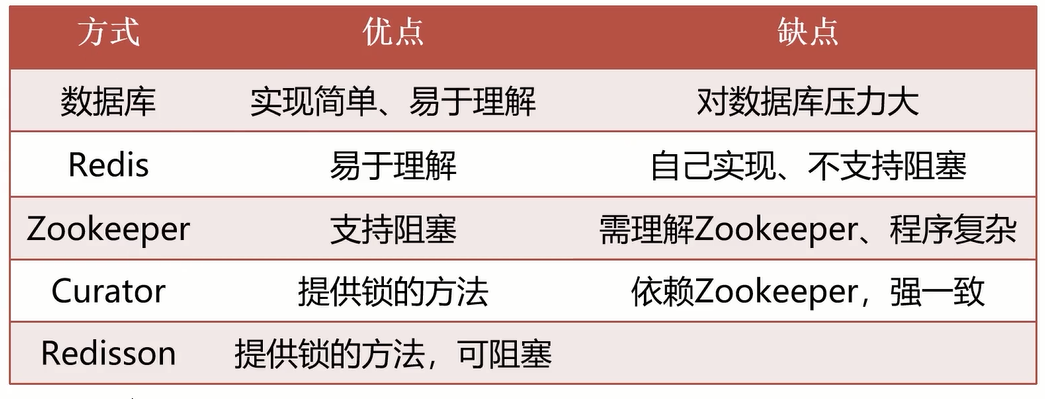 方式 优点 缺点
数据库 实现简单、易于理解 对数据库压力大
Redis 易于理解 自己实现、不支持阻塞
Zookeeper 支持阻塞 需理解Zookeeper、程序复杂
Curator 提供锁的方法 依赖Zookeeper，强一致
Redisson 提供锁的方法，可阻塞